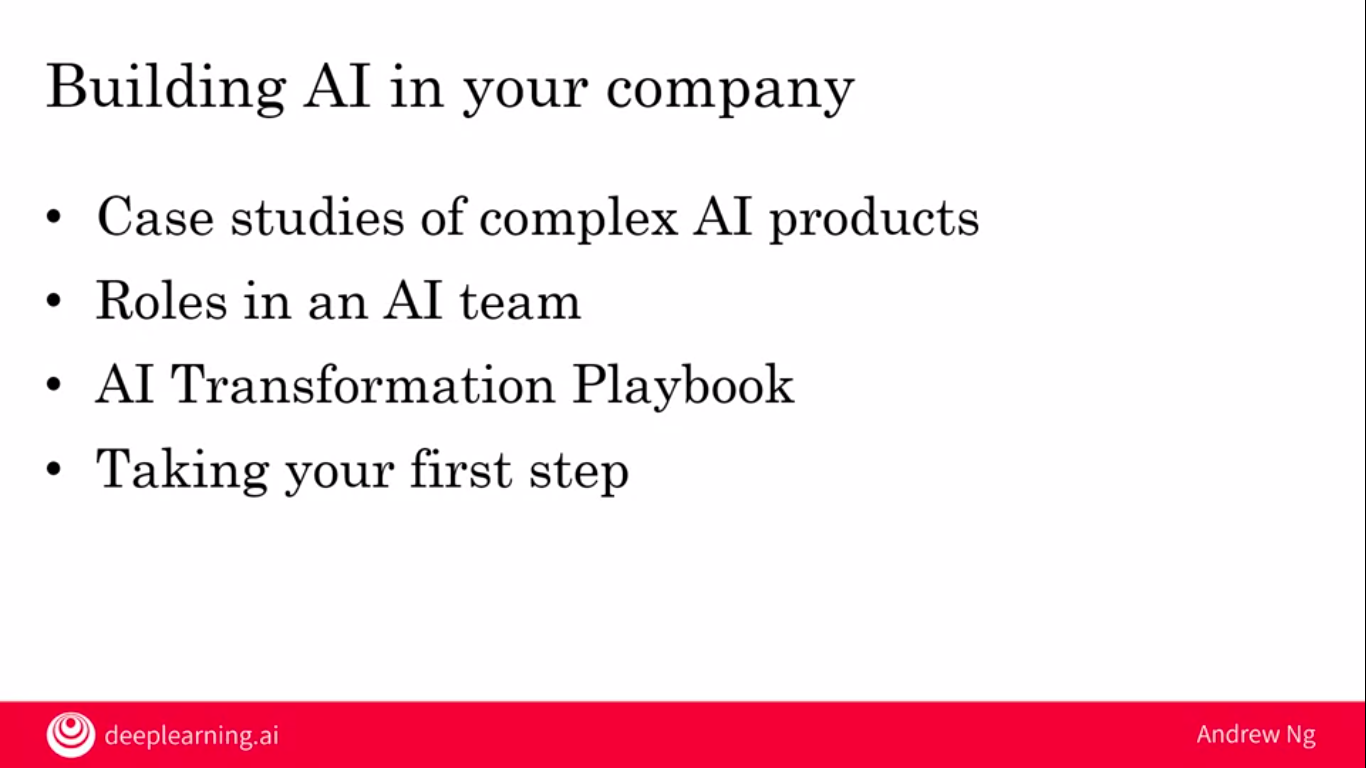 Building AI in your company
• Case studies of complex AI products
• Roles in an AI team
• AI Transformation Playbook
• Taking your first step
deeplearning.ai
Andrew Ng